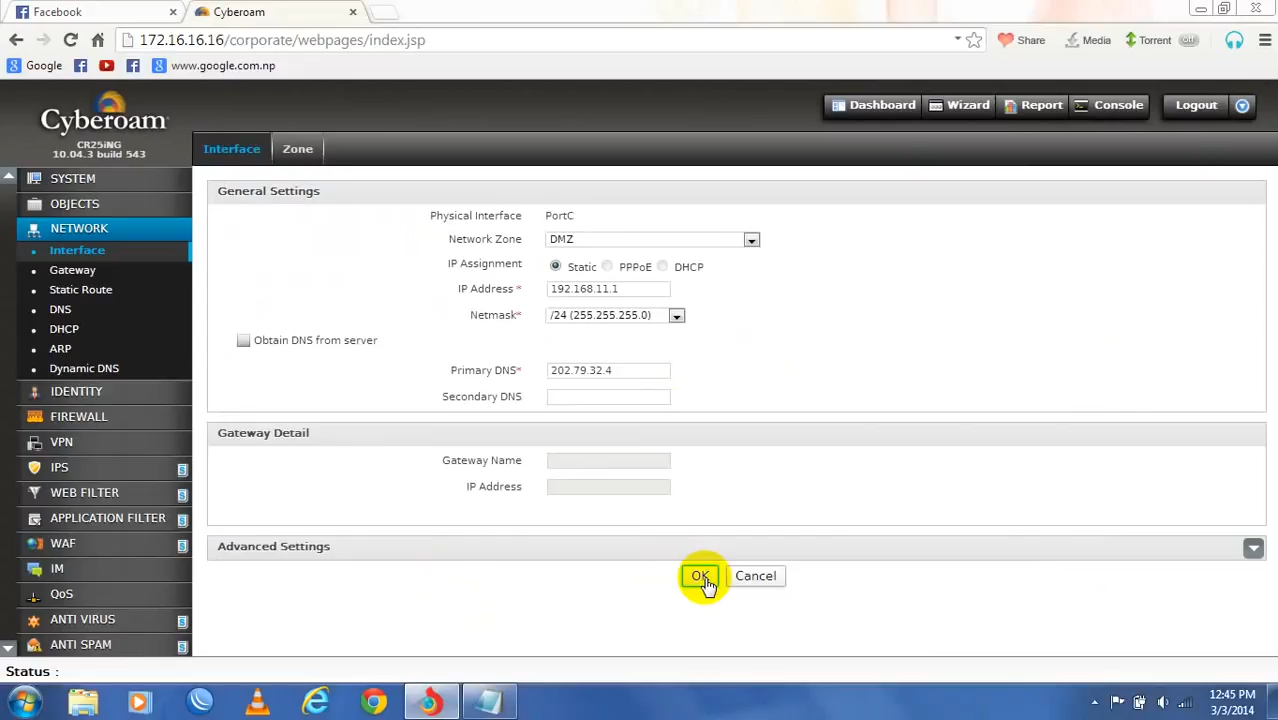 Facebook
Cyberoam
172.16.16.16/corporate/webpages/index.jsp
Share
Media
Torrent
off
Google
www.google.com.np
Cyberoam
CR25iNG
10.04.3 build 543
Dashboard
Wizard
Report
Console
Logout
Interface
Zone
SYSTEM
OBJECTS
NETWORK
Interface
Gateway
Static Route
DNS
DHCP
ARP
Dynamic DNS
IDENTITY
FIREWALL
VPN
IPS
WEB FILTER
APPLICATION FILTER
WAF
IM
QoS
ANTI VIRUS
ANTI SPAM
General Settings
Physical Interface PortC
Network Zone DMZ
IP Assignment Static PPPoE DHCP
IP Address * 192.168.11.1
Netmask* /24 (255.255.255.0)
Obtain DNS from server
Primary DNS* 202.79.32.4
Secondary DNS
Gateway Detail
Gateway Name
IP Address
Advanced Settings
OK Cancel
Status :
12:45 PM
3/3/2014